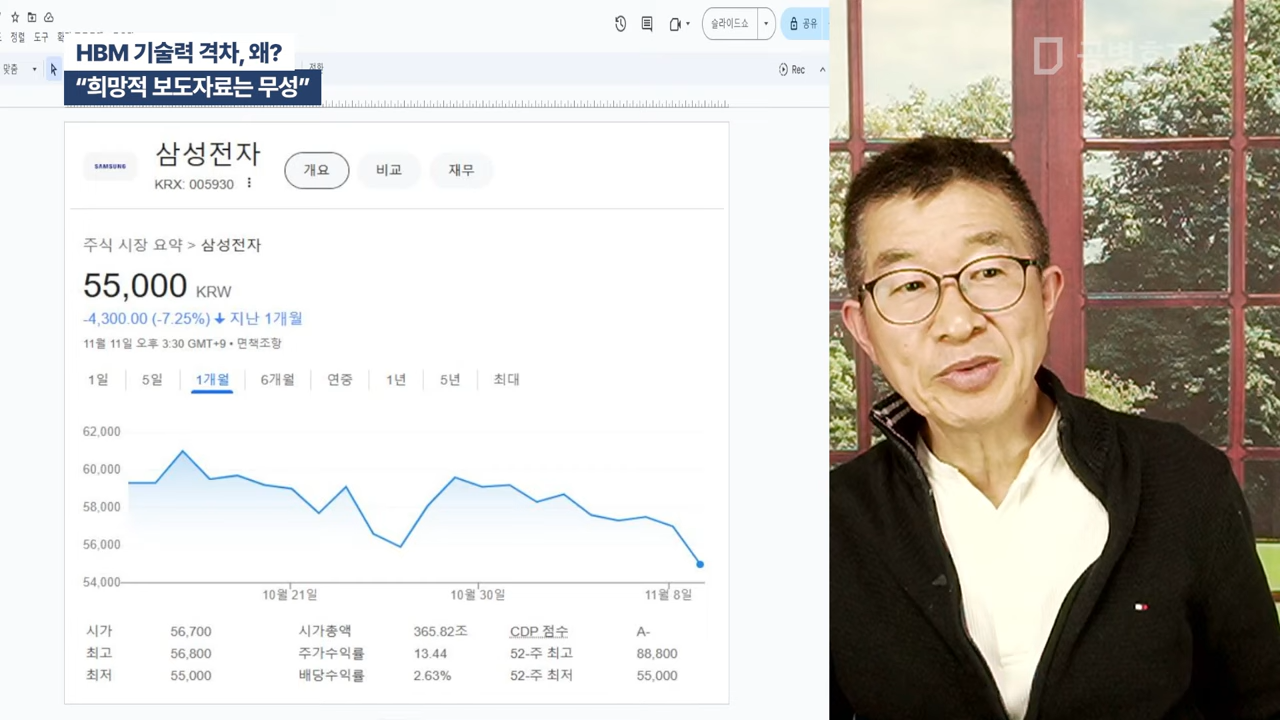 슬라이드쇼
공유
정렬 도구
맞춤
Rec
HBM 기술력 격차, 왜?
“희망적 보도자료는 무성”
SAMSUNG
삼성전자
KRX: 005930
개요
비교
재무
주식 시장 요약 > 삼성전자
55,000 KRW
-4,300.00 (-7.25%) ↓ 지난 1개월
11월 11일 오후 3:30 GMT+9 • 면책조항
1일 5일 1개월 6개월 연중 1년 5년 최대
62,000
60,000
58,000
56,000
54,000
10월 21일 10월 30일 11월 8일
시가 56,700 시가총액 365.82조 CDP 점수 A-
최고 56,800 주가수익률 13.44 52-주 최고 88,800
최저 55,000 배당수익률 2.63% 52-주 최저 55,000